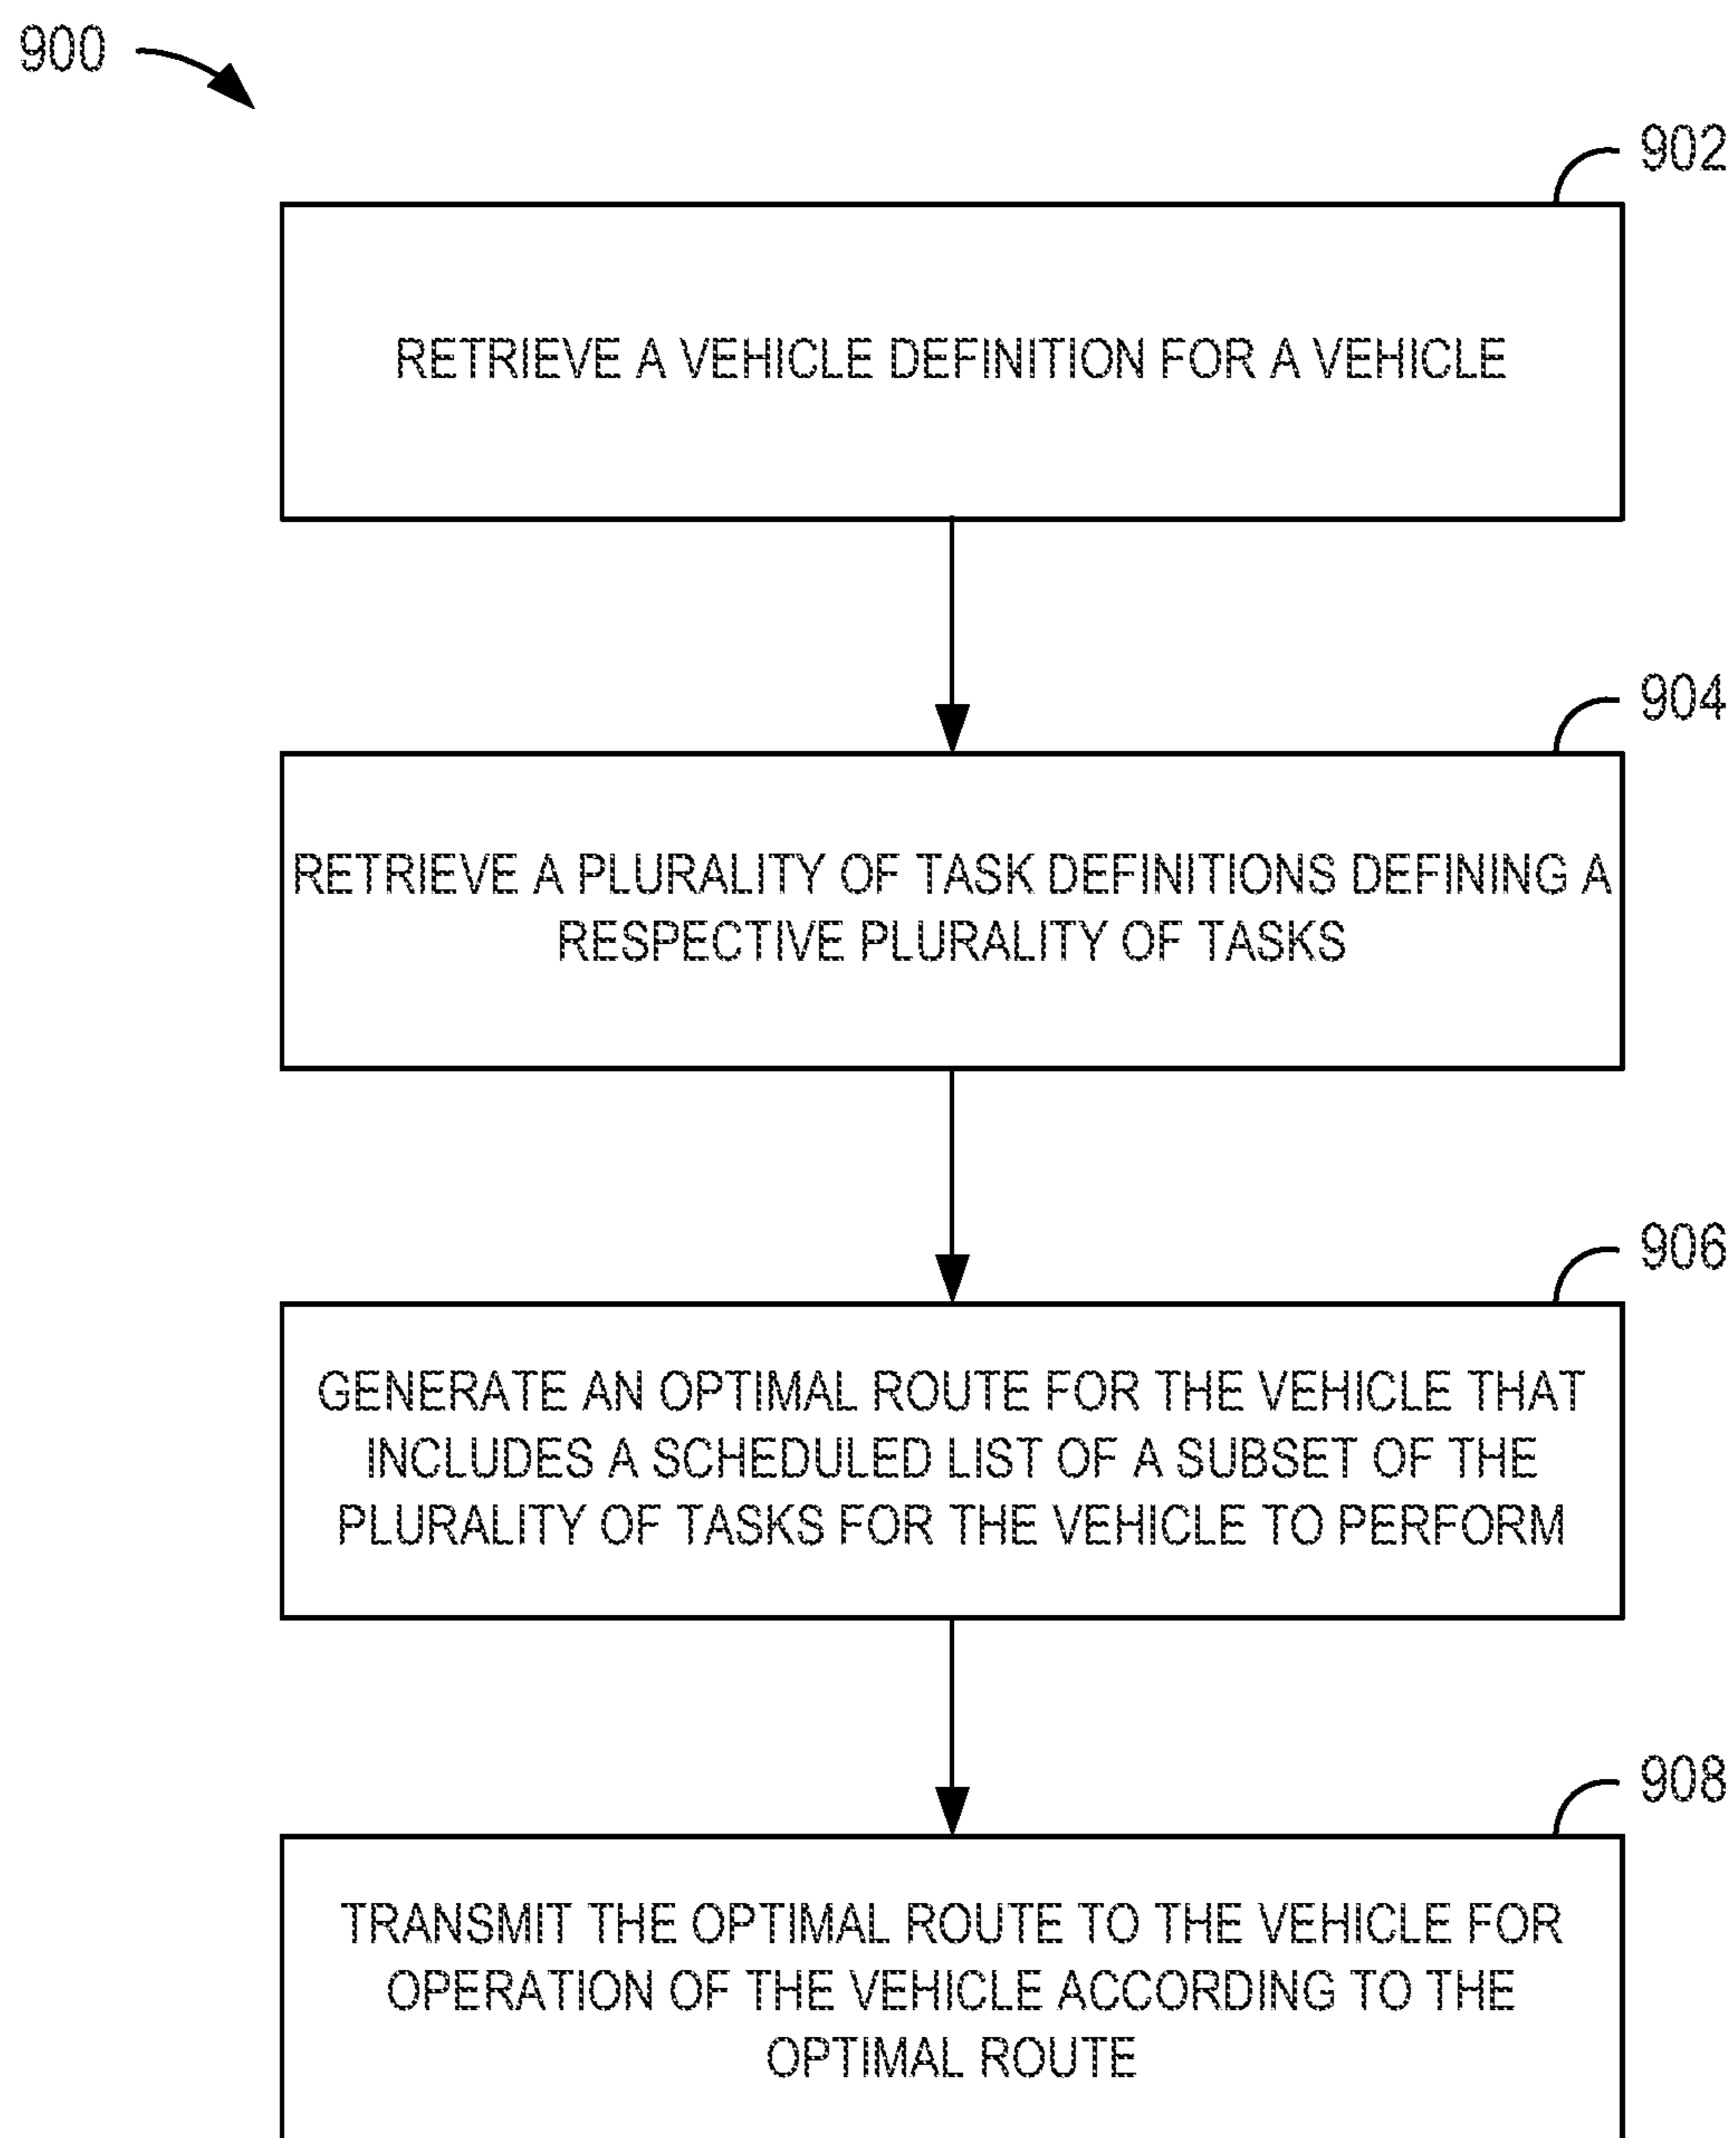 900
902
RETRIEVE A VEHICLE DEFINITION FOR A VEHICLE
904
RETRIEVE A PLURALITY OF TASK DEFINITIONS DEFINING A
RESPECTIVE PLURALITY OF TASKS
906
GENERATE AN OPTIMAL ROUTE FOR THE VEHICLE THAT
INCLUDES A SCHEDULED LIST OF A SUBSET OF THE
PLURALITY OF TASKS FOR THE VEHICLE TO PERFORM
908
TRANSMIT THE OPTIMAL ROUTE TO THE VEHICLE FOR
OPERATION OF THE VEHICLE ACCORDING TO THE
OPTIMAL ROUTE